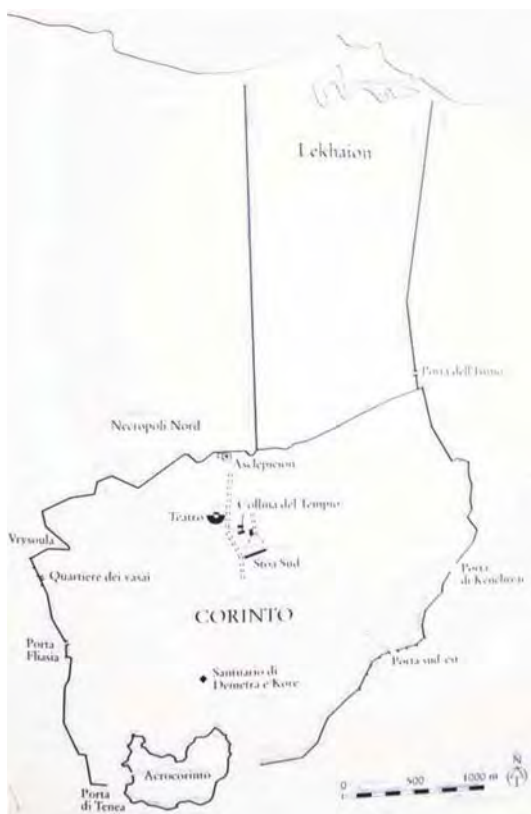 Lekhaion
Porta dell'Istmo
Necropoli Nord
Asclepieion
Collina del Tempio
Teatro
Vrysoula
Stoa Sud
Quartiere dei vasai
Porta
di Kenchreai
CORINTO
Porta
Fliasia
Porta sud-est
Santuario di
Demetra e Kore
Acrocorinto
Porta
di Tenea
N
0 500 1000 m